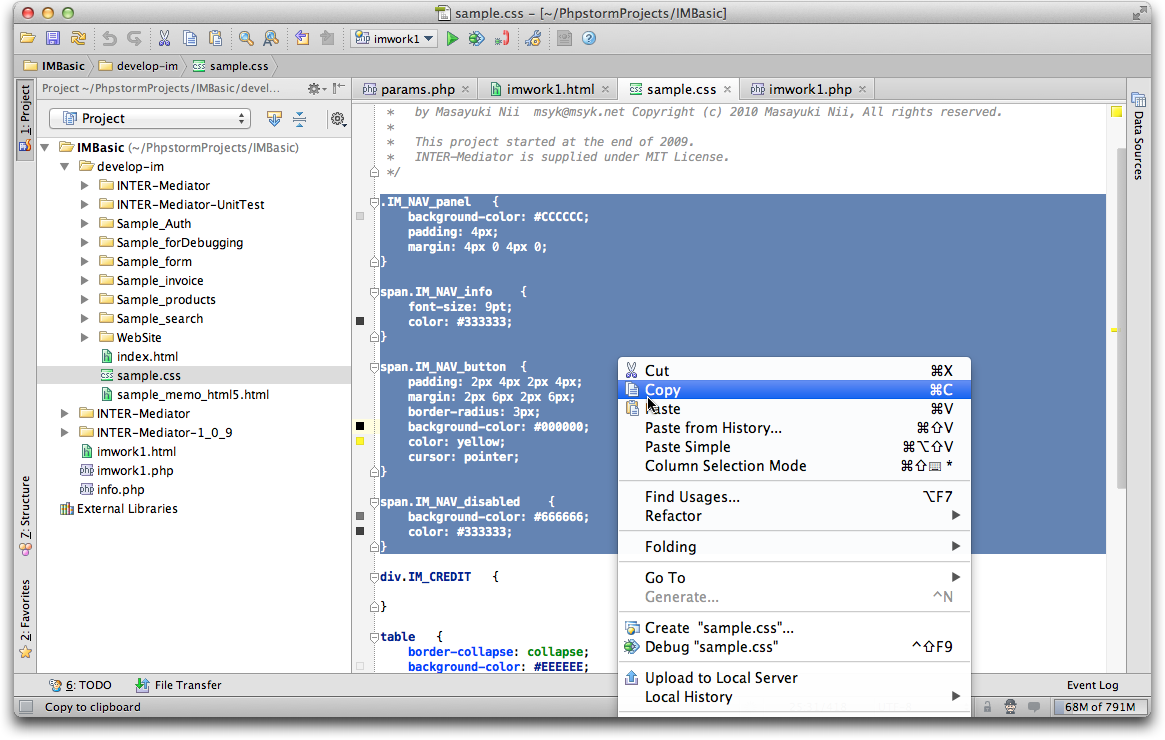 sample.css - [~/PhpstormProjects/IMBasic]
imwork1
IMBasic
develop-im
sample.css
Project ~/PhpstormProjects/IMBasic/devel...
params.php
imwork1.html
sample.css
imwork1.php
1: Project
Z: Structure
2: Favorites
Project
IMBasic (~/PhpstormProjects/IMBasic)
develop-im
INTER-Mediator
INTER-Mediator-UnitTest
Sample_Auth
Sample_forDebugging
Sample_form
Sample_invoice
Sample_products
Sample_search
WebSite
index.html
sample.css
sample_memo_html5.html
INTER-Mediator
INTER-Mediator-1_0_9
imwork1.html
imwork1.php
info.php
External Libraries
*   by Masayuki Nii  msyk@msyk.net Copyright (c) 2010 Masayuki Nii, All rights reserved.
*
*   This project started at the end of 2009.
*   INTER-Mediator is supplied under MIT License.
*/
.IM_NAV_panel   {
background-color: #CCCCCC;
padding: 4px;
margin: 4px 0 4px 0;
}
span.IM_NAV_info    {
font-size: 9pt;
color: #333333;
}
span.IM_NAV_button  {
padding: 2px 4px 2px 4px;
margin: 2px 6px 2px 6px;
border-radius: 3px;
background-color: #000000;
color: yellow;
cursor: pointer;
}
span.IM_NAV_disabled    {
background-color: #666666;
color: #333333;
}
div.IM_CREDIT   {
}
table   {
border-collapse: collapse;
background-color: #EEEEEE;
Cut ⌘X
Copy ⌘C
Paste ⌘V
Paste from History... ⌘⇧V
Paste Simple ⌘⌥⇧V
Column Selection Mode ⌘⇧⌨ *
Find Usages... ⌥F7
Refactor
Folding
Go To
Generate... ^N
Create "sample.css"...
Debug "sample.css" ^⇧F9
Upload to Local Server
Local History
Data Sources
6: TODO
File Transfer
Event Log
Copy to clipboard
68M of 791M